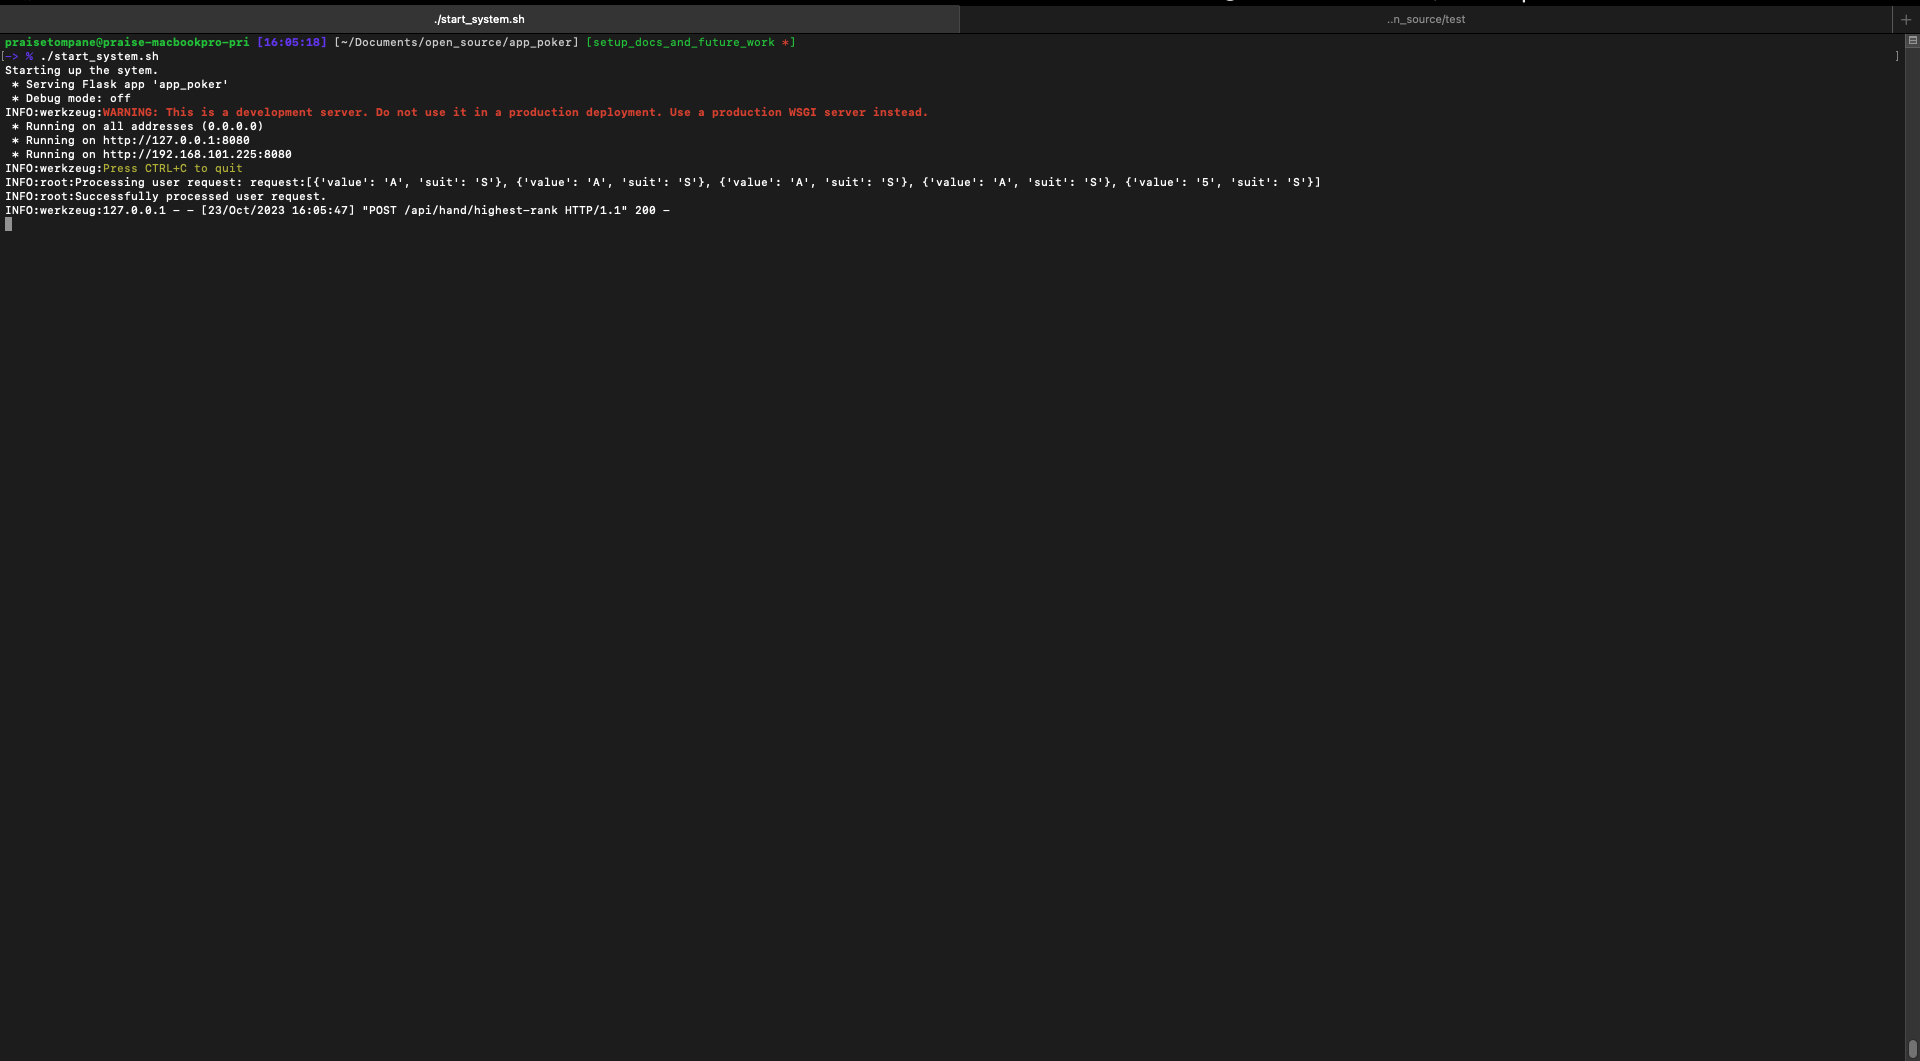 ./start_system.sh
..n_source/test
praisetompane@praise-macbookpro-pri [16:05:18] [~/Documents/open_source/app_poker] [setup_docs_and_future_work *]
[-> % ./start_system.sh ]
Starting up the sytem.
 * Serving Flask app 'app_poker'
 * Debug mode: off
INFO:werkzeug:WARNING: This is a development server. Do not use it in a production deployment. Use a production WSGI server instead.
 * Running on all addresses (0.0.0.0)
 * Running on http://127.0.0.1:8080
 * Running on http://192.168.101.225:8080
INFO:werkzeug:Press CTRL+C to quit
INFO:root:Processing user request: request:[{'value': 'A', 'suit': 'S'}, {'value': 'A', 'suit': 'S'}, {'value': 'A', 'suit': 'S'}, {'value': 'A', 'suit': 'S'}, {'value': '5', 'suit': 'S'}]
INFO:root:Successfully processed user request.
INFO:werkzeug:127.0.0.1 - - [23/Oct/2023 16:05:47] "POST /api/hand/highest-rank HTTP/1.1" 200 -